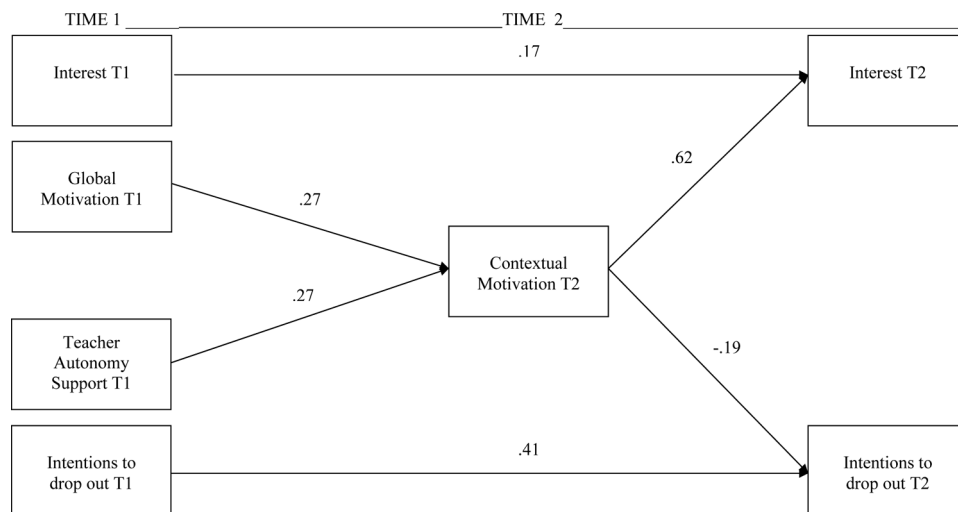 TIME 1
TIME 2
.17
Interest T1
Interest T2
.62
Global
Motivation T1
.27
Contextual
Motivation T2
.27
Teacher
Autonomy
Support T1
-.19
.41
Intentions to
drop out T1
Intentions to
drop out T2